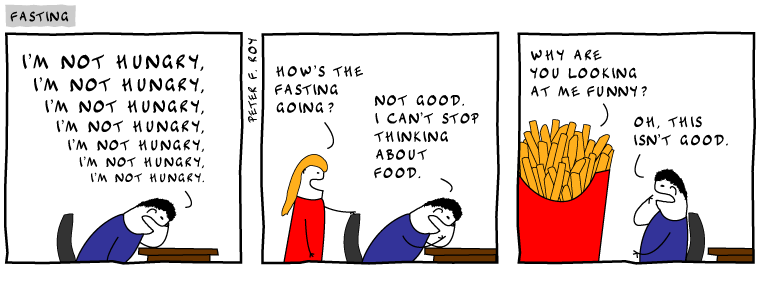 FASTING
I'M NOT HUNGRY,
I'M NOT HUNGRY,
I'M NOT HUNGRY,
I'M NOT HUNGRY,
I'M NOT HUNGRY,
I'M NOT HUNGRY,
I'M NOT HUNGRY.
PETER F. ROY
HOW'S THE
FASTING
GOING?
NOT GOOD.
I CAN'T STOP
THINKING
ABOUT
FOOD.
WHY ARE
YOU LOOKING
AT ME FUNNY?
OH, THIS
ISN'T GOOD.